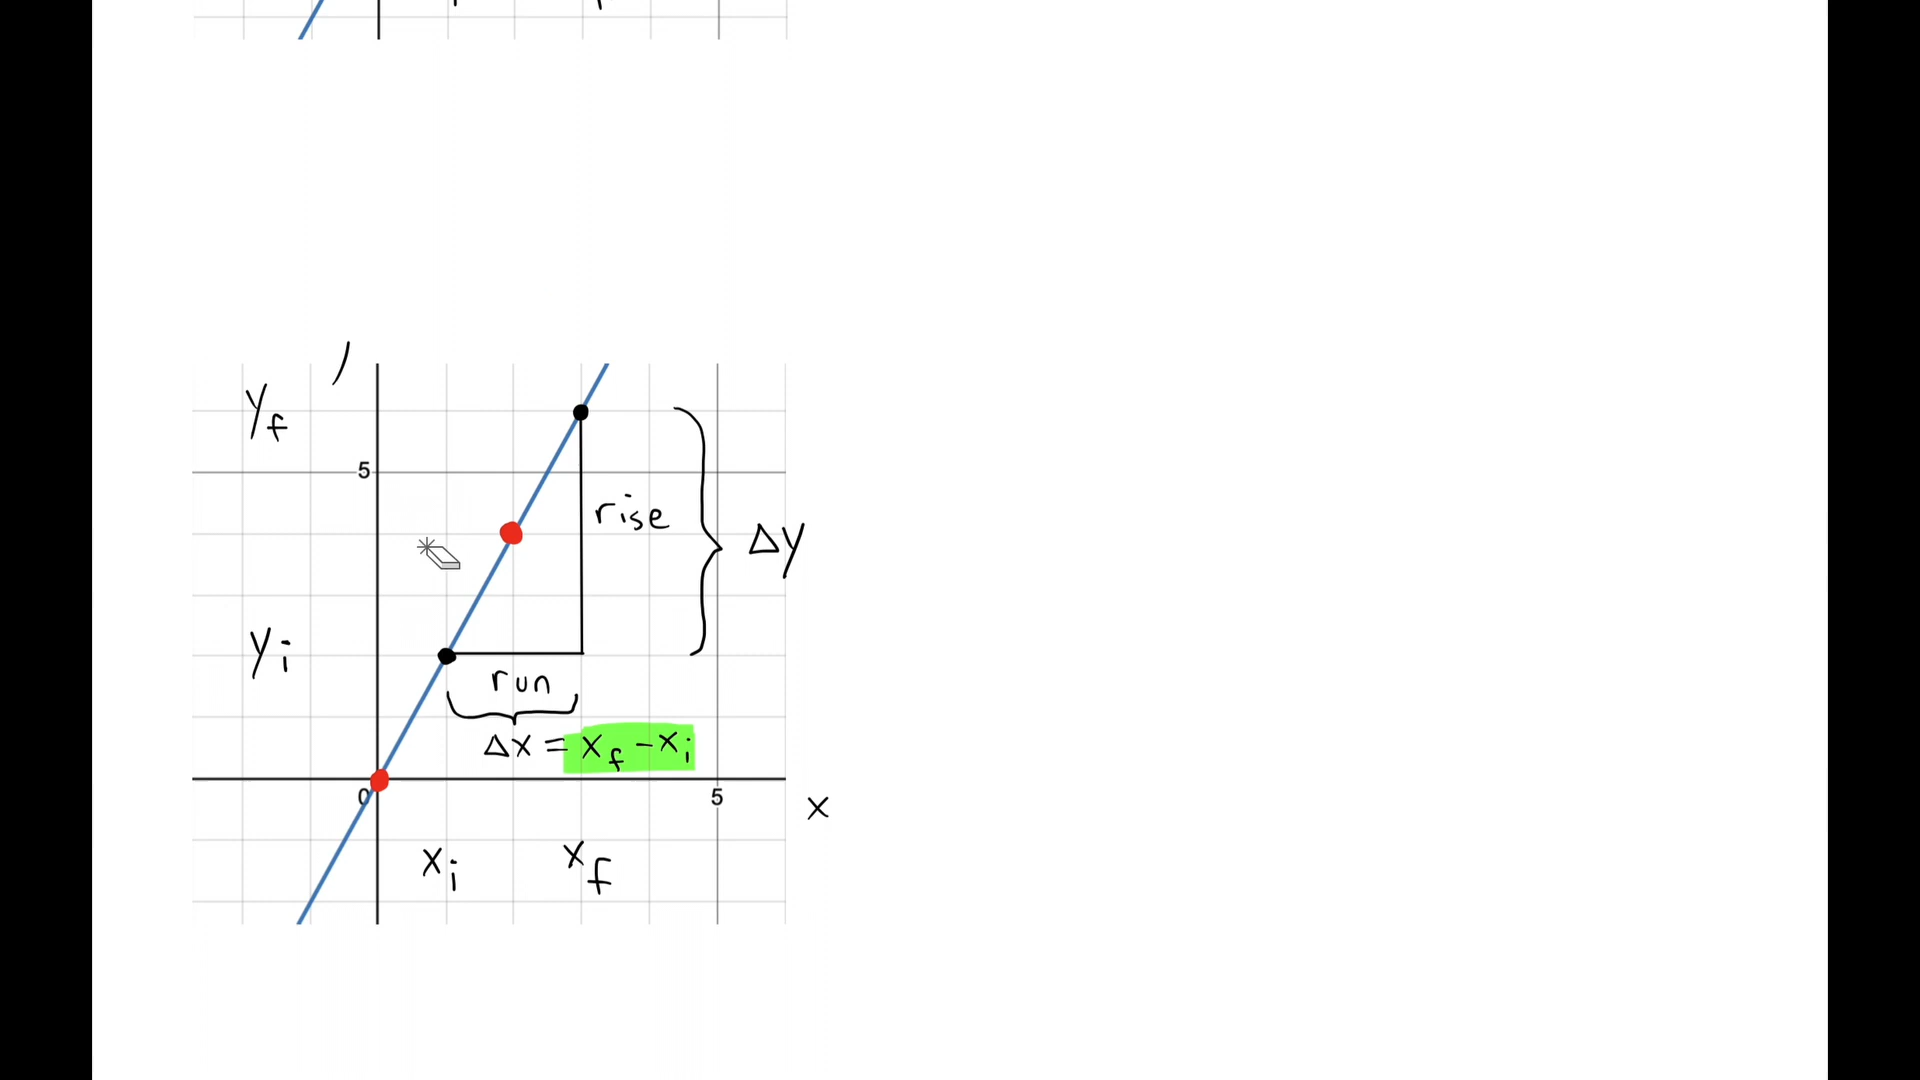 y_f
5
rise
Δy
y_i
run
Δx = x_f - x_i
0
5
x
x_i
x_f